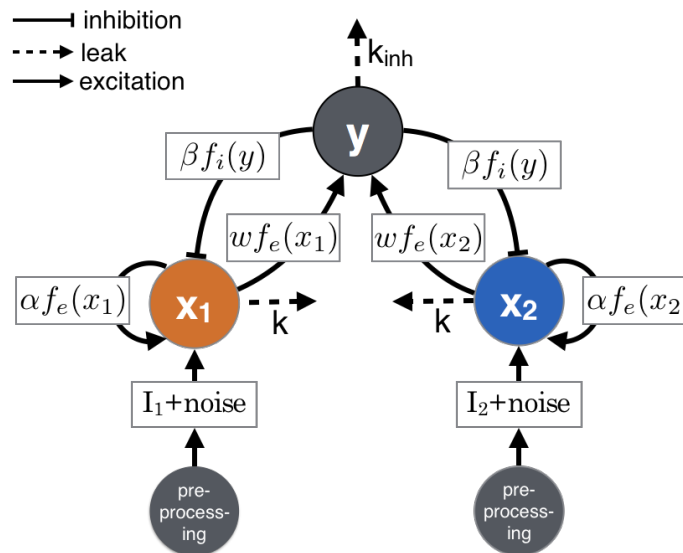 inhibition
leak
excitation
k_inh
y
βf_i(y)
βf_i(y)
wf_e(x_1)
wf_e(x_2)
αf_e(x_1)
x_1
k
k
x_2
αf_e(x_2
I_1+noise
I_2+noise
pre-
process-
ing
pre-
process-
ing